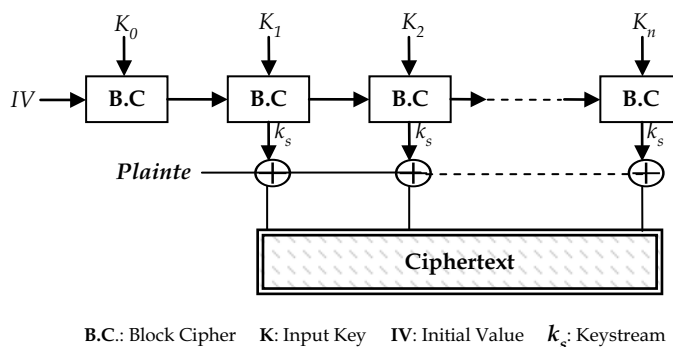 K0 K1 K2 Kn
IV B.C B.C B.C B.C
ks ks ks
Plainte
Ciphertext
B.C.: Block Cipher K: Input Key IV: Initial Value ks: Keystream